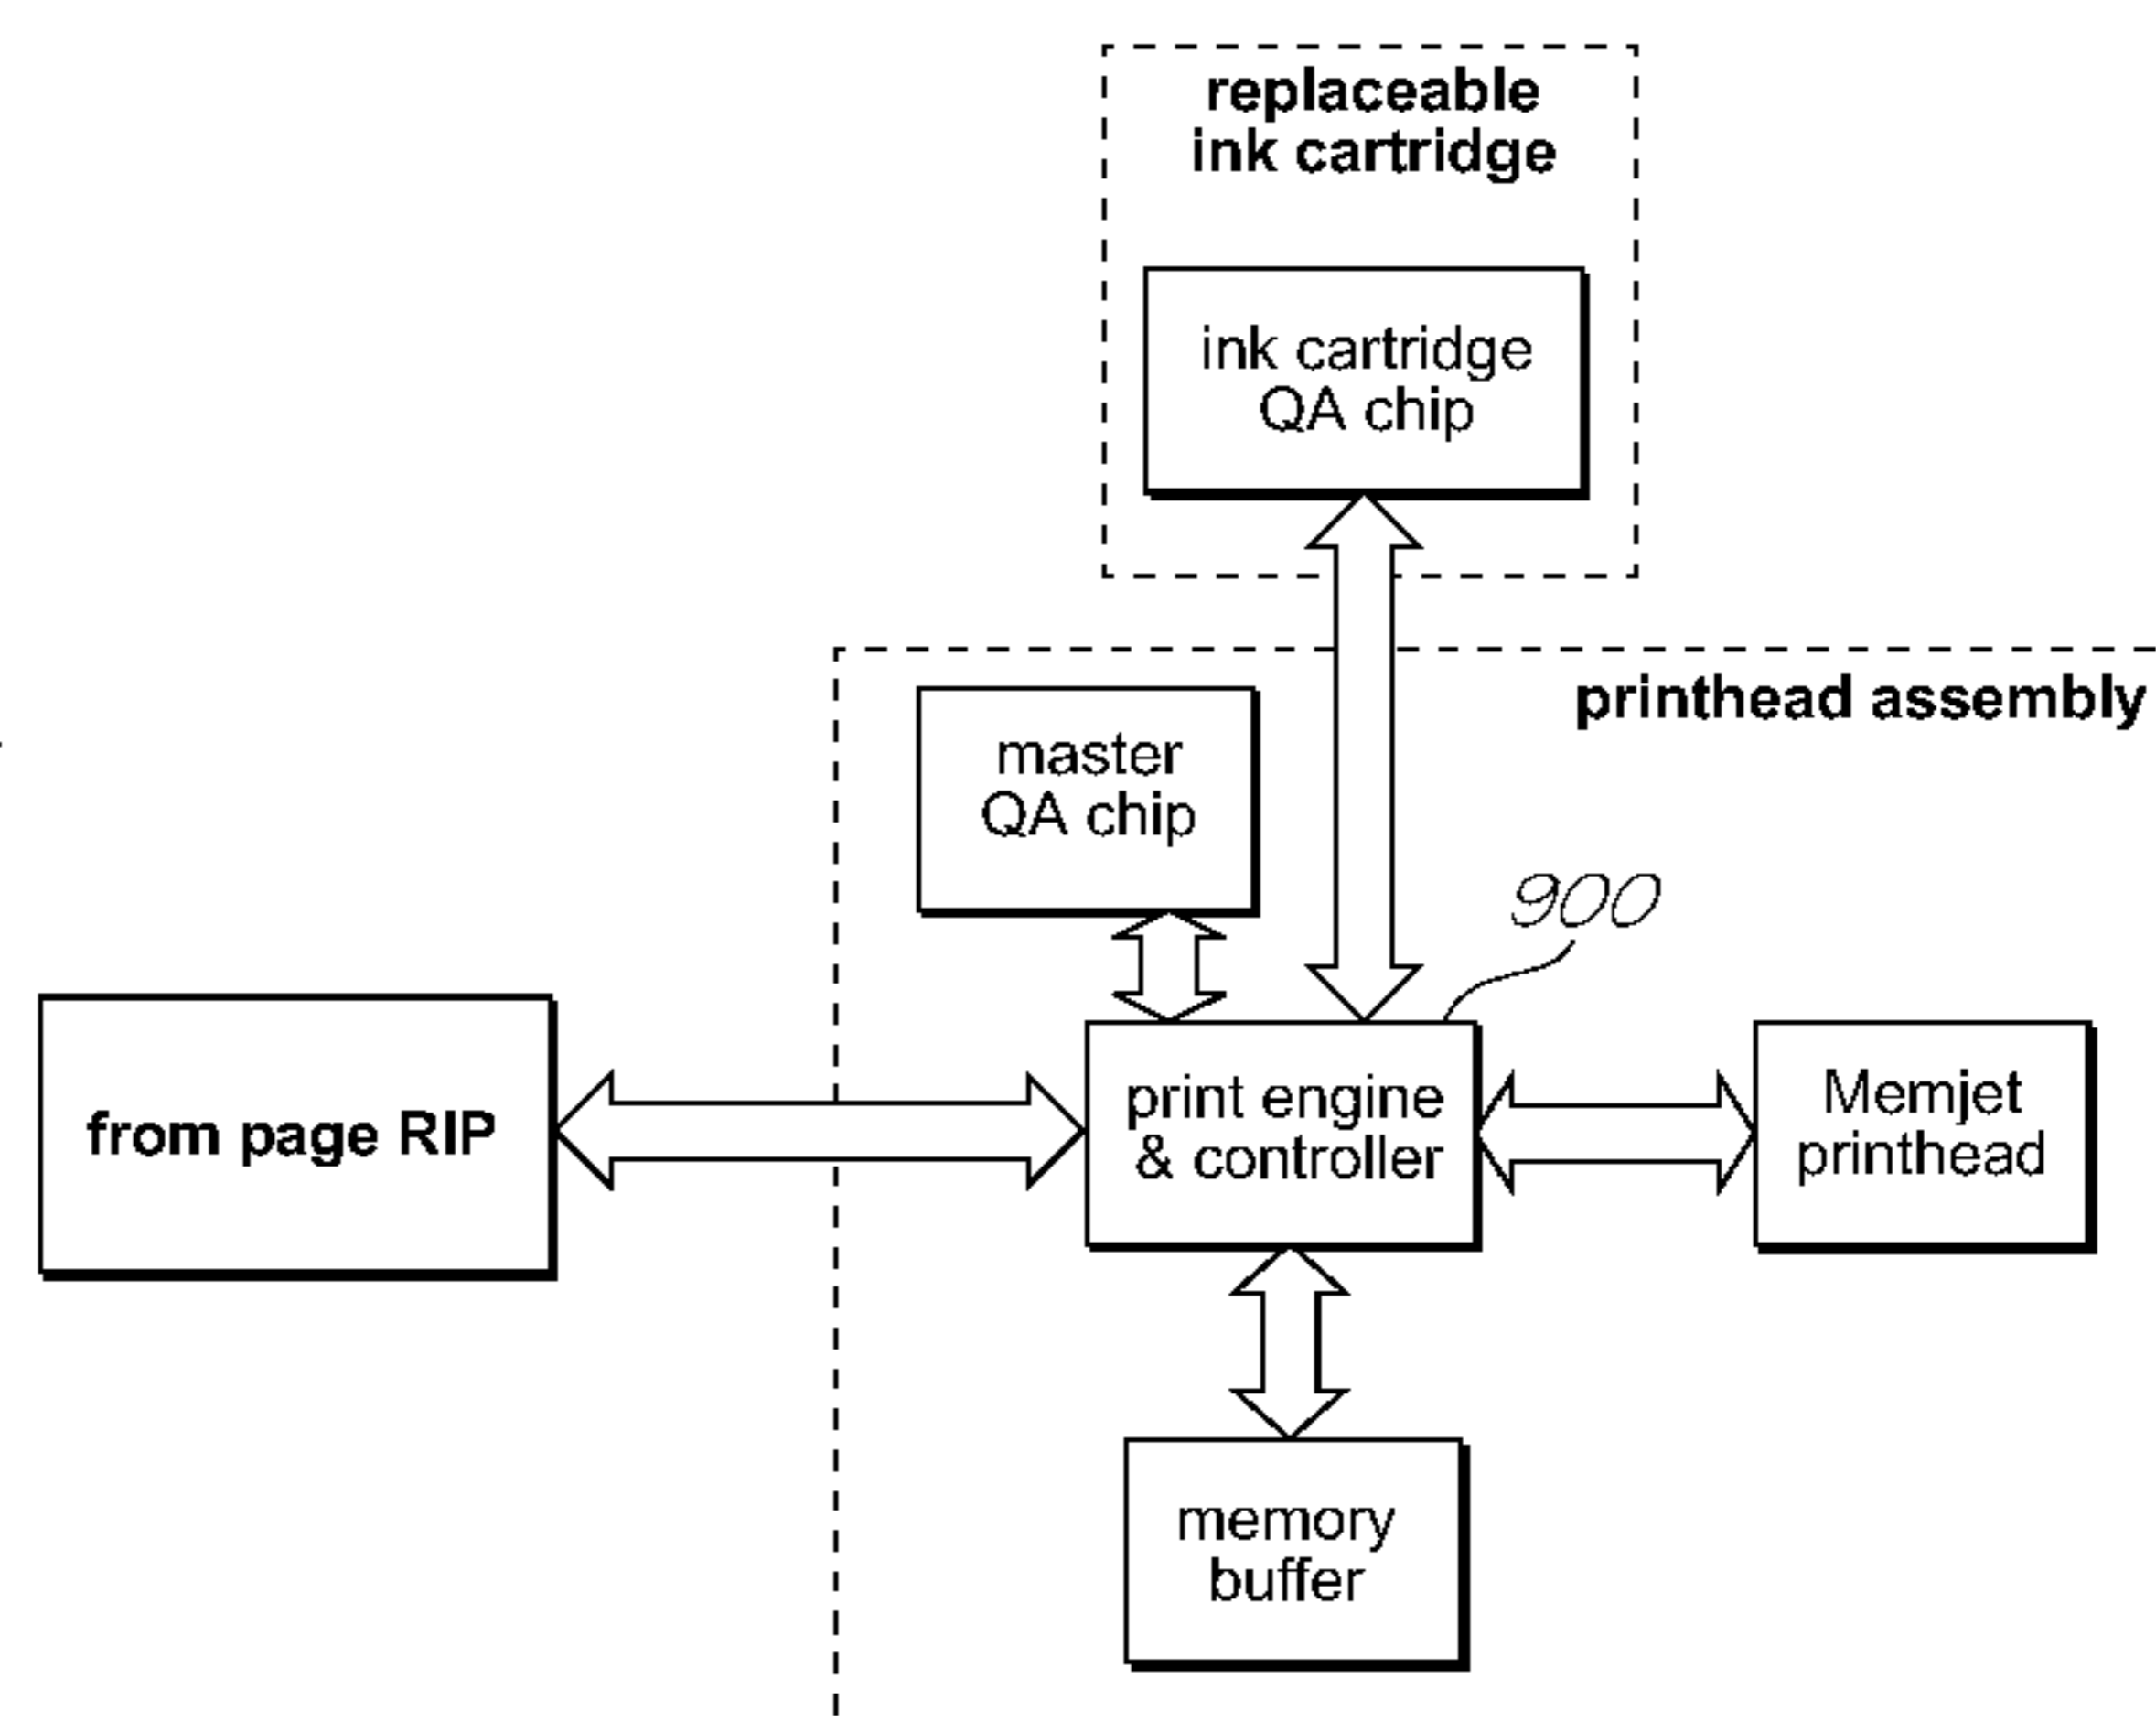 replaceable
ink cartridge
ink cartridge
QA chip
printhead assembly
master
QA chip
900
from page RIP
print engine
& controller
Memjet
printhead
memory
buffer